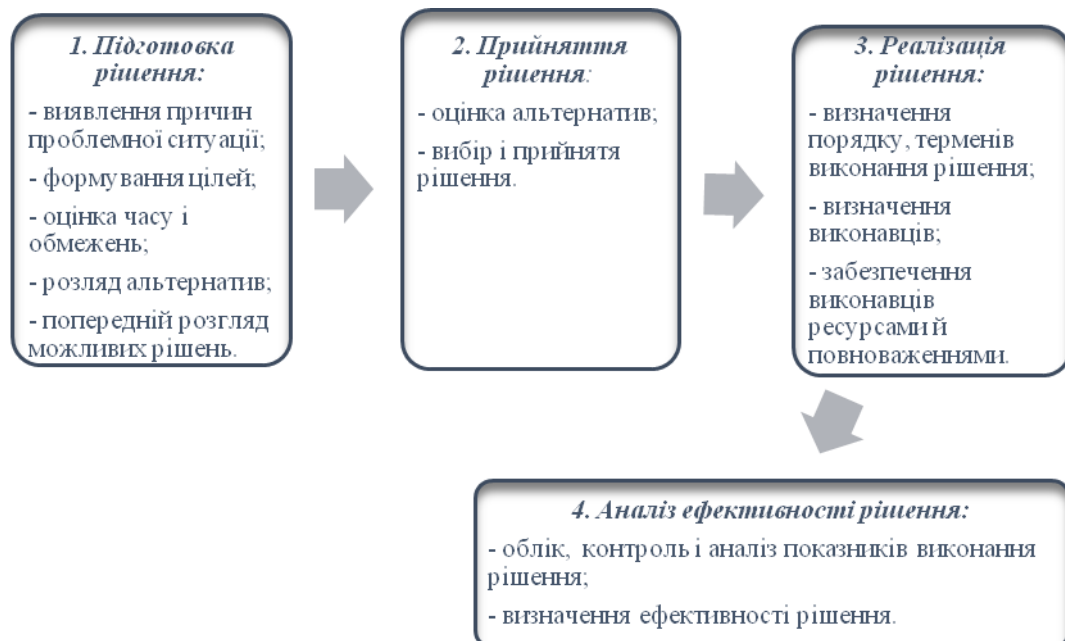 1. Підготовка
рішення:
- виявлення причин
проблемної ситуації;
- формування цілей;
- оцінка часу і
обмежень;
- розляд альтернатив;
- попередній розгляд
можливих рішень.
2. Прийняття
рішення:
- оцінка альтернатив;
- вибір і прийнятя
рішення.
3. Реалізація
рішення:
- визначення
порядку, терменів
виконання рішення;
- визначення
виконавців;
- забезпечення
виконавців
ресурсами й
повноваженнями.
4. Аналіз ефективності рішення:
- облік, контроль і аналіз показників виконання
рішення;
- визначення ефективності рішення.